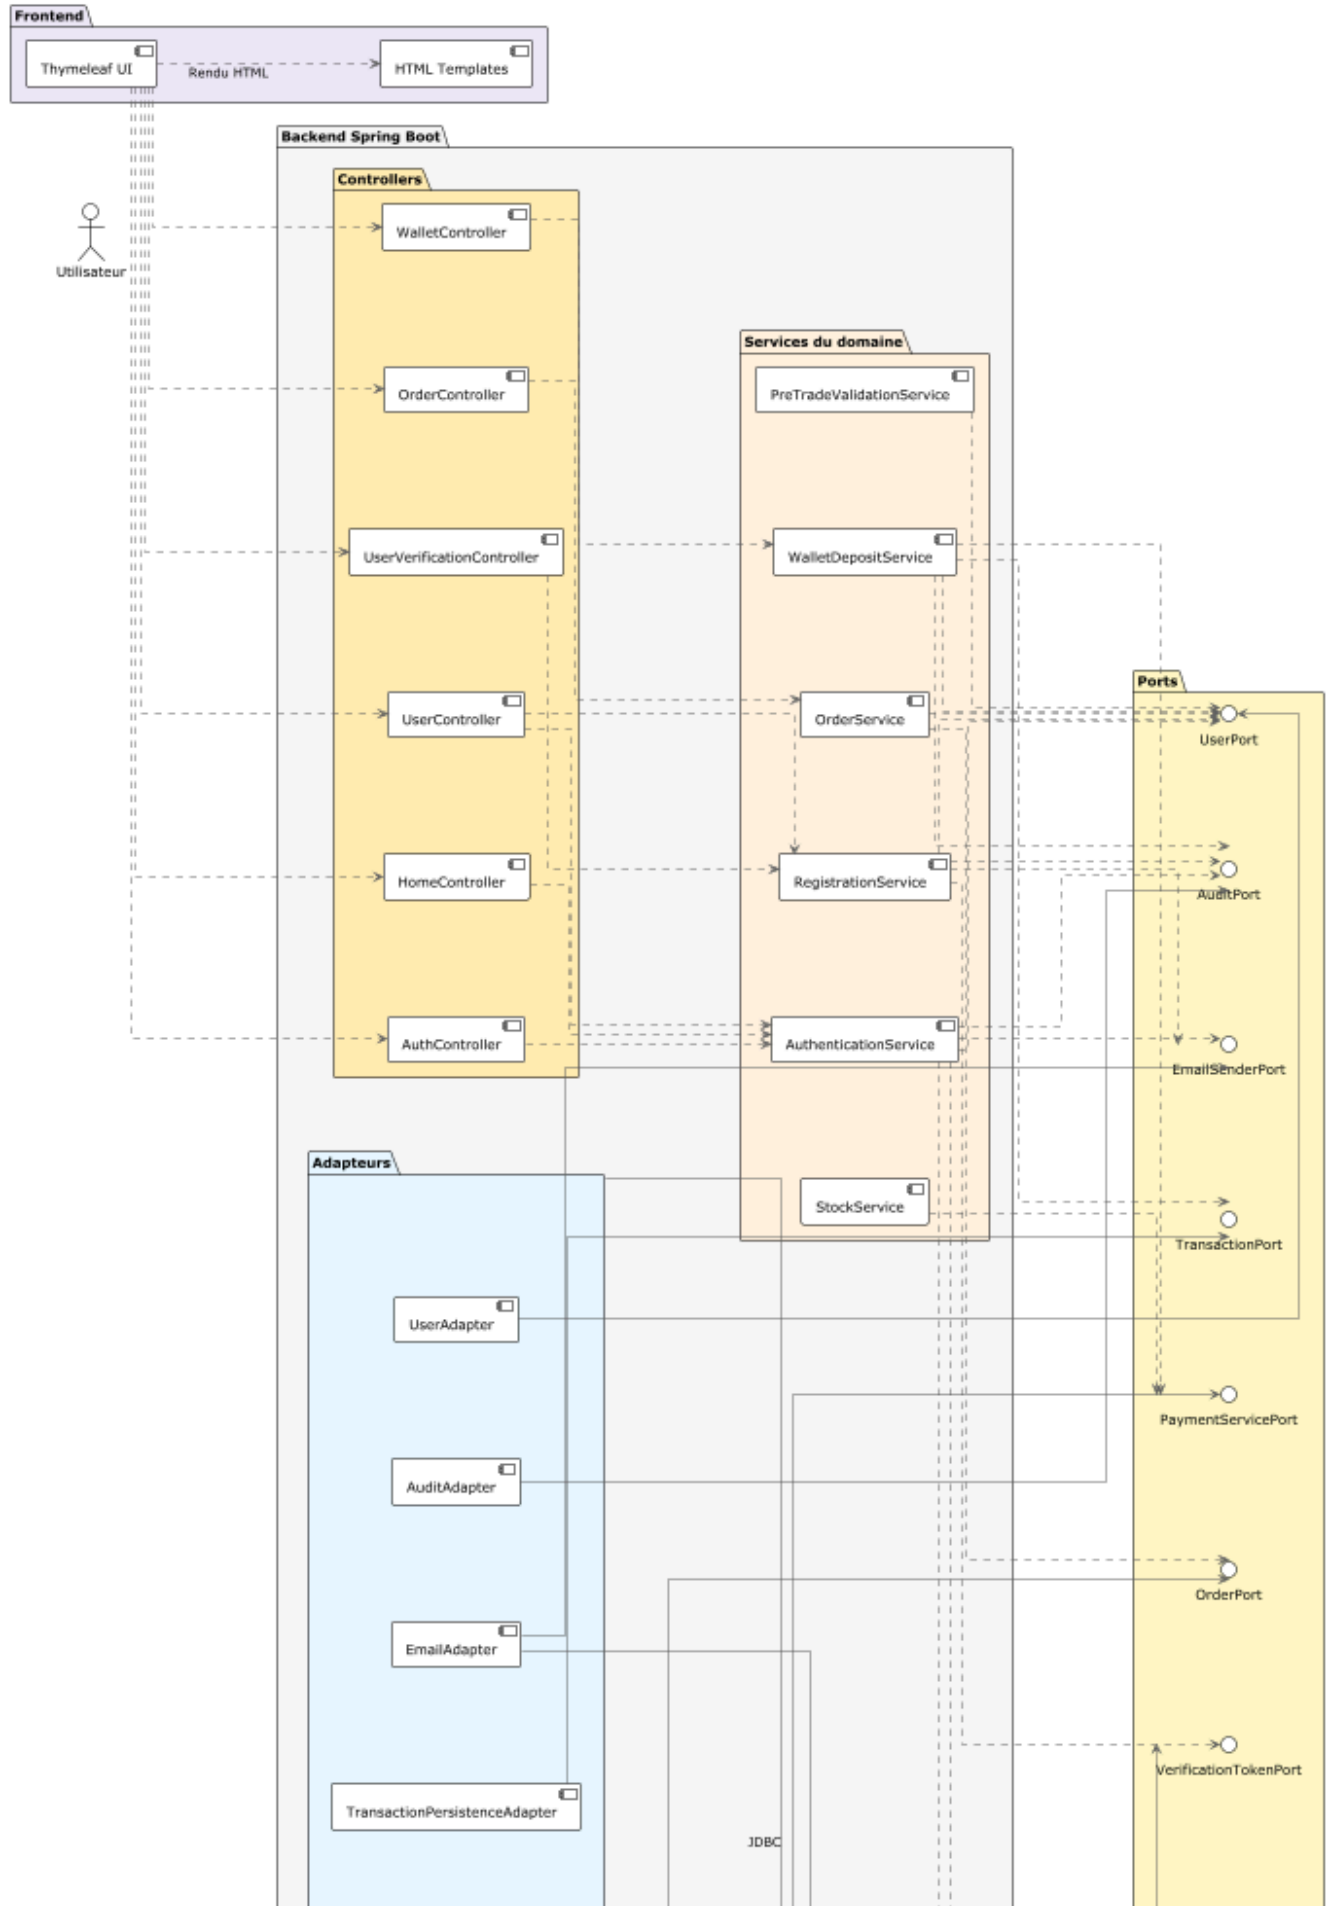 Frontend
Thymeleaf UI
Rendu HTML
HTML Templates
Backend Spring Boot
Controllers
WalletController
Utilisateur
Services du domaine
OrderController
PreTradeValidationService
UserVerificationController
WalletDepositService
Ports
UserController
OrderService
UserPort
HomeController
RegistrationService
AuditPort
AuthController
AuthenticationService
EmailSenderPort
Adapteurs
StockService
TransactionPort
UserAdapter
PaymentServicePort
AuditAdapter
OrderPort
EmailAdapter
VerificationTokenPort
TransactionPersistenceAdapter
JDBC